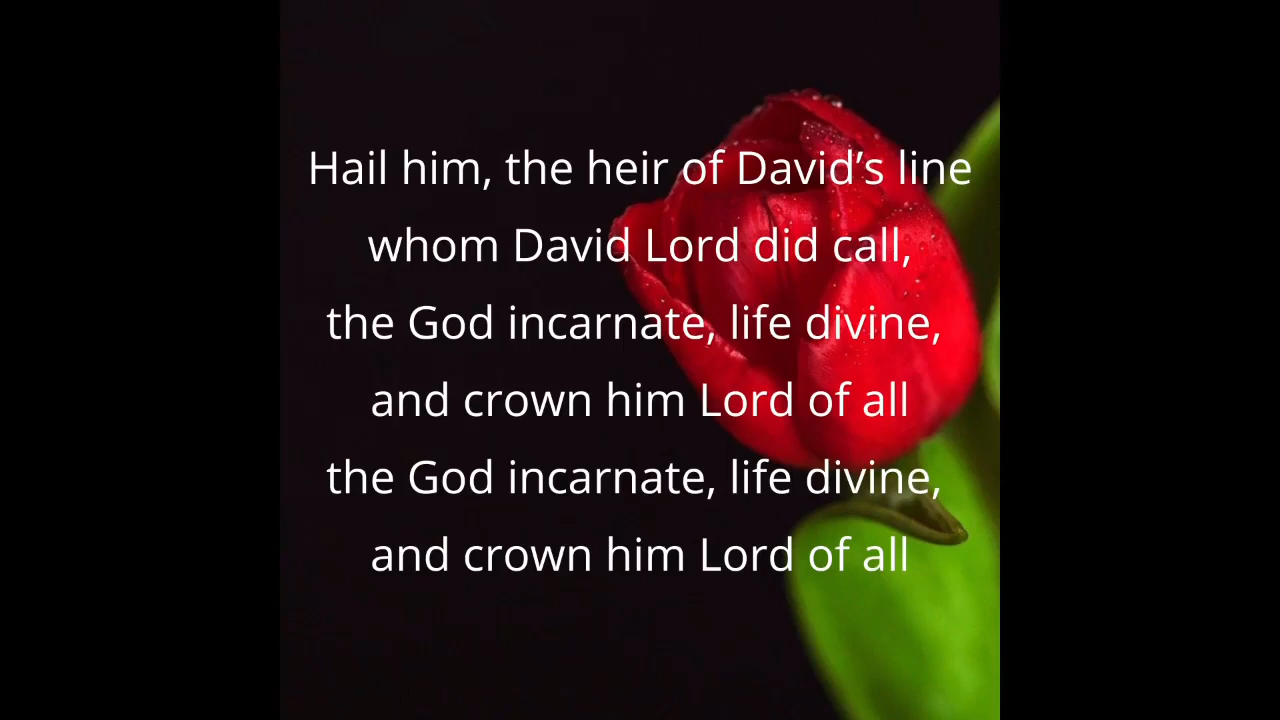 Hail him, the heir of David’s line
whom David Lord did call,
the God incarnate, life divine,
and crown him Lord of all
the God incarnate, life divine,
and crown him Lord of all